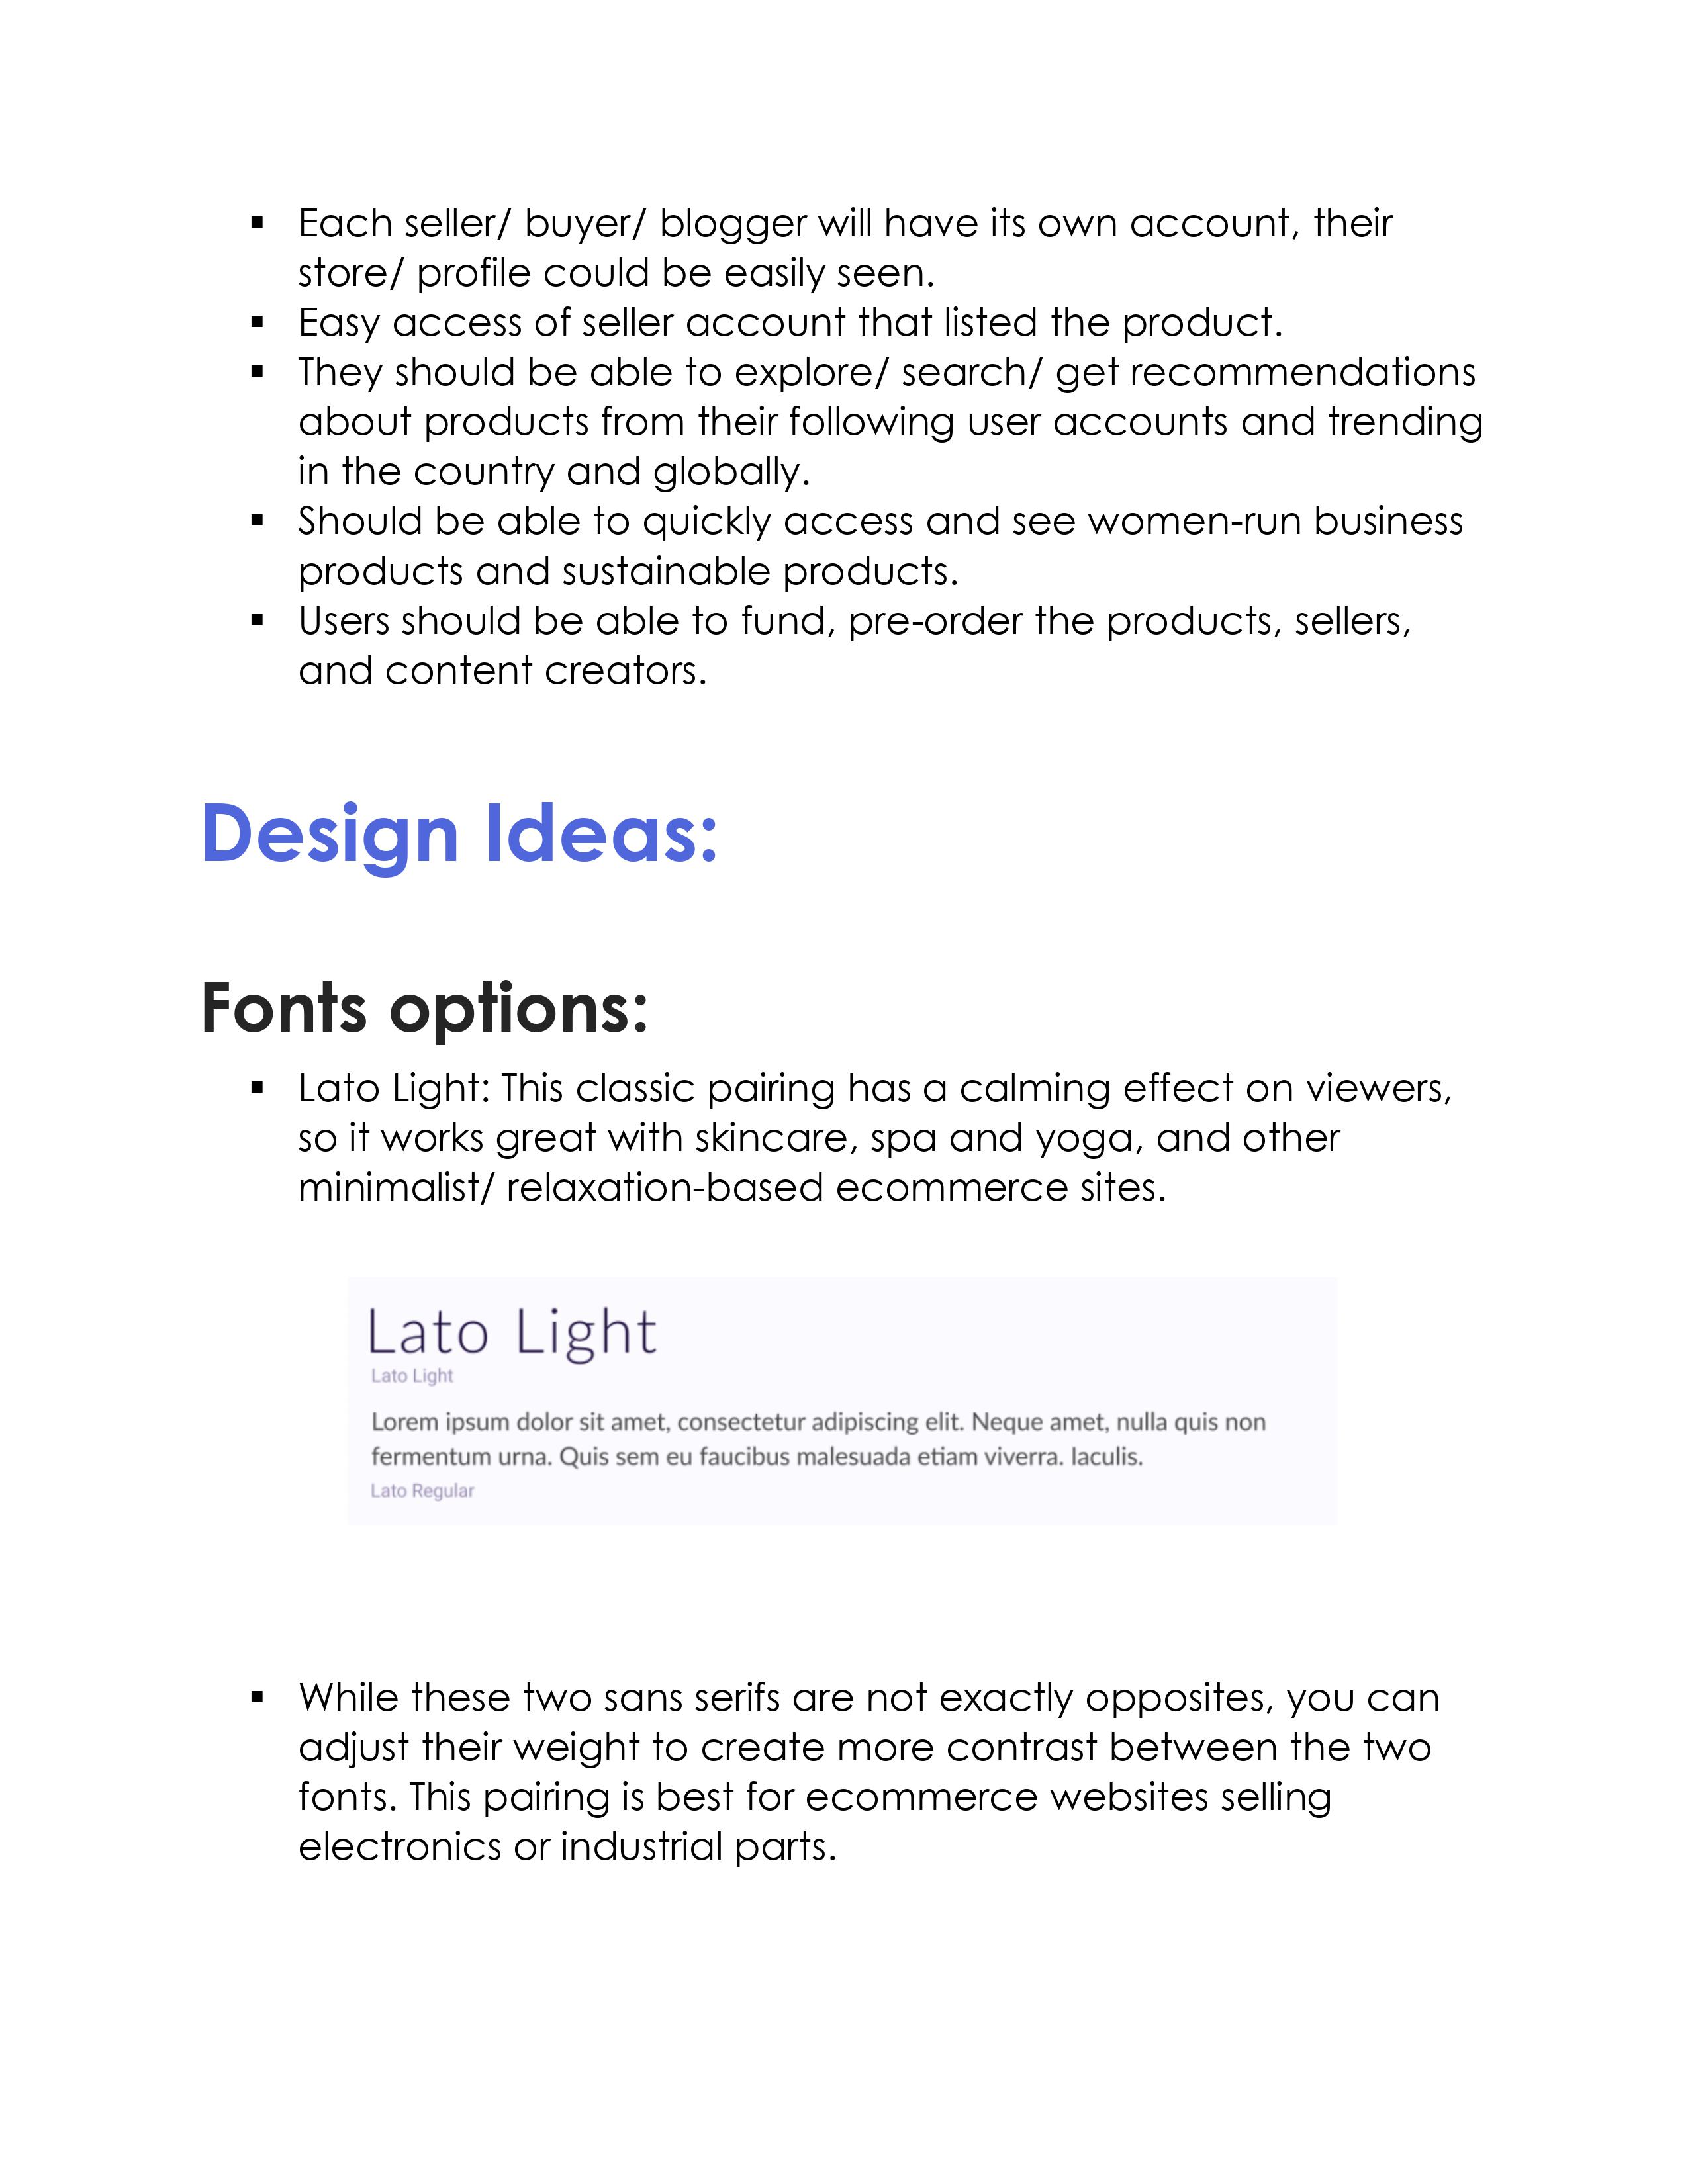 ▪ Each seller/ buyer/ blogger will have its own account, their
store/ profile could be easily seen.
▪ Easy access of seller account that listed the product.
▪ They should be able to explore/ search/ get recommendations
about products from their following user accounts and trending
in the country and globally.
▪ Should be able to quickly access and see women-run business
products and sustainable products.
▪ Users should be able to fund, pre-order the products, sellers,
and content creators.
Design Ideas:
Fonts options:
▪ Lato Light: This classic pairing has a calming effect on viewers,
so it works great with skincare, spa and yoga, and other
minimalist/ relaxation-based ecommerce sites.
Lato Light
Lato Light
Lorem ipsum dolor sit amet, consectetur adipiscing elit. Neque amet, nulla quis non
fermentum urna. Quis sem eu faucibus malesuada etiam viverra. Iaculis.
Lato Regular
▪ While these two sans serifs are not exactly opposites, you can
adjust their weight to create more contrast between the two
fonts. This pairing is best for ecommerce websites selling
electronics or industrial parts.